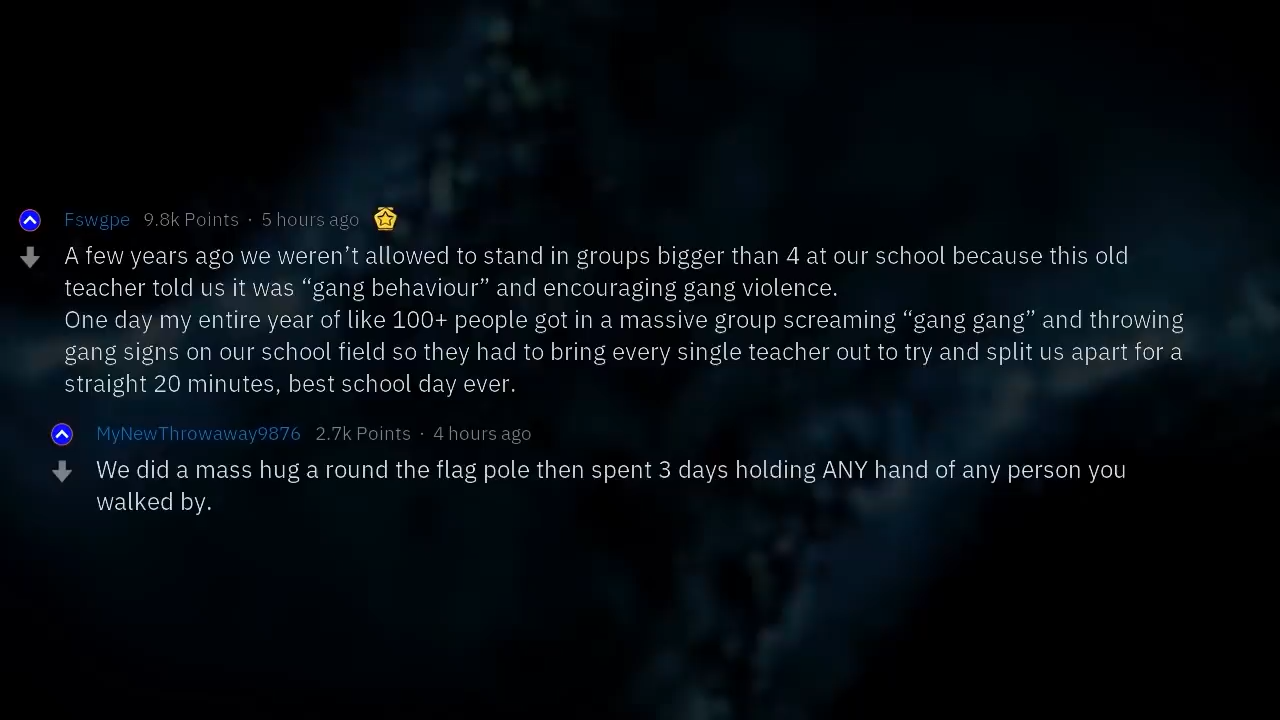 Fswgpe 9.8k Points · 5 hours ago
A few years ago we weren’t allowed to stand in groups bigger than 4 at our school because this old
teacher told us it was “gang behaviour” and encouraging gang violence.
One day my entire year of like 100+ people got in a massive group screaming “gang gang” and throwing
gang signs on our school field so they had to bring every single teacher out to try and split us apart for a
straight 20 minutes, best school day ever.
MyNewThrowaway9876 2.7k Points · 4 hours ago
We did a mass hug a round the flag pole then spent 3 days holding ANY hand of any person you
walked by.